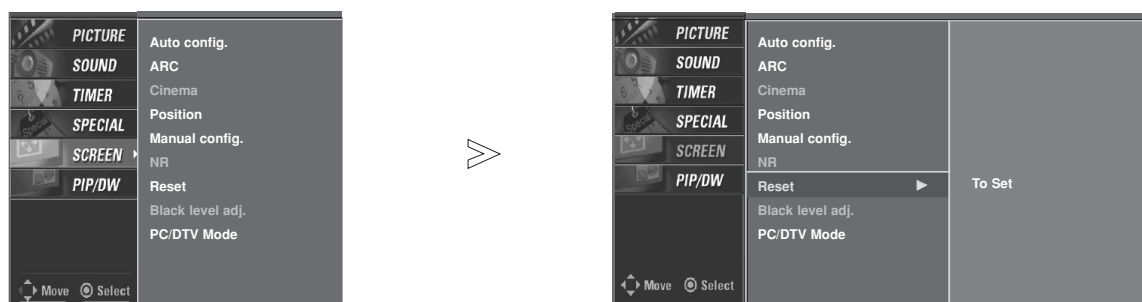 PICTURE
SOUND
TIMER
SPECIAL
SCREEN
PIP/DW
Move Select
Auto config.
ARC
Cinema
Position
Manual config.
NR
Reset
Black level adj.
PC/DTV Mode
PICTURE
SOUND
TIMER
SPECIAL
SCREEN
PIP/DW
Move Select
Auto config.
ARC
Cinema
Position
Manual config.
NR
Reset
Black level adj.
PC/DTV Mode
To Set